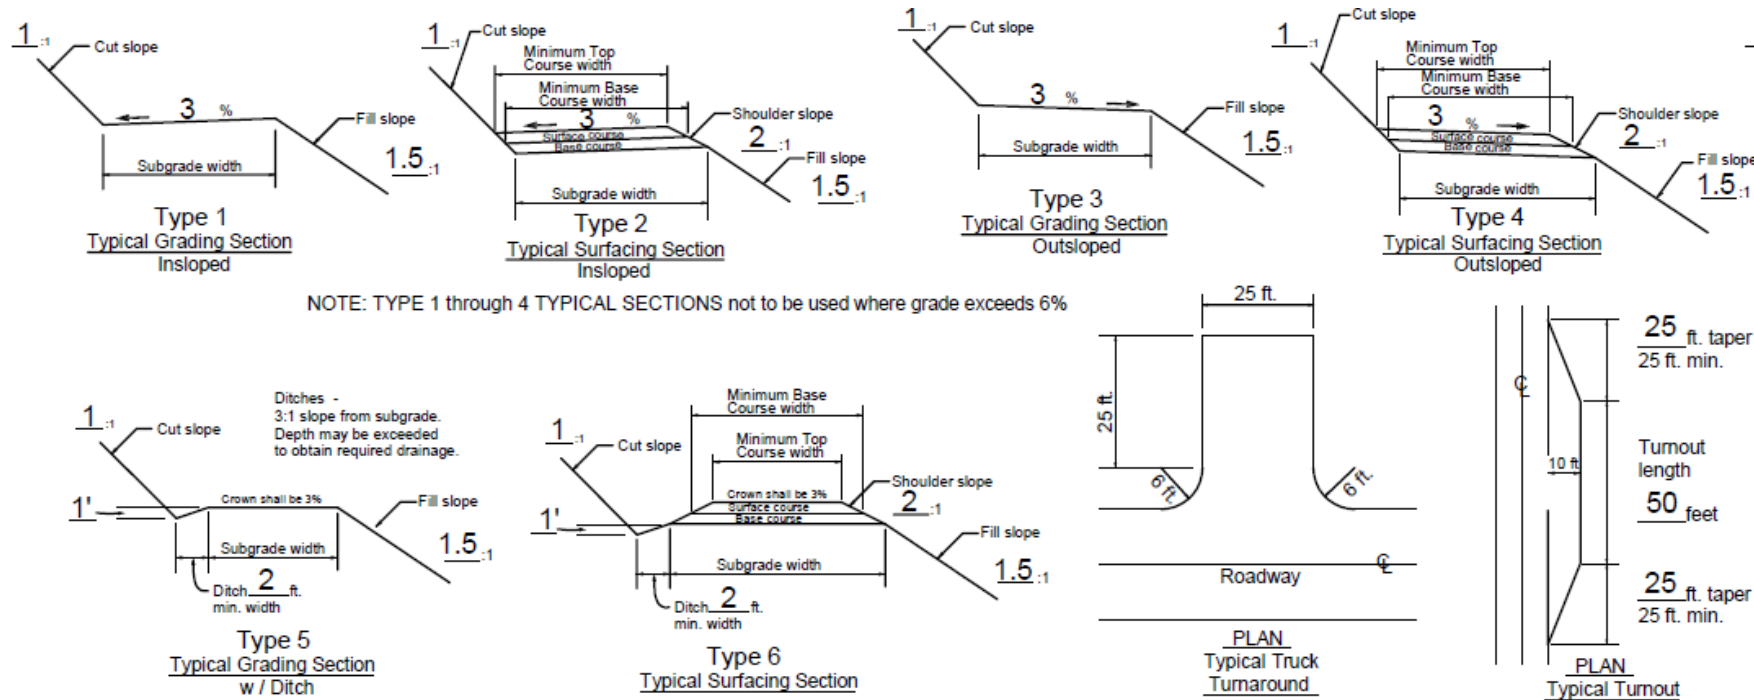 1 :1
Cut slope
3 %
Fill slope
1.5 :1
Subgrade width
Type 1
Typical Grading Section
Insloped
1 :1
Cut slope
Minimum Top
Course width
Minimum Base
Course width
3 %
Surface course
Base course
Shoulder slope
2 :1
Fill slope
1.5 :1
Subgrade width
Type 2
Typical Surfacing Section
Insloped
1 :1
Cut slope
3 %
Fill slope
1.5 :1
Subgrade width
Type 3
Typical Grading Section
Outsloped
1 :1
Cut slope
Minimum Top
Course width
Minimum Base
Course width
3 %
Surface course
Base course
Shoulder slope
2 :1
Fill slope
1.5 :1
Subgrade width
Type 4
Typical Surfacing Section
Outsloped
NOTE: TYPE 1 through 4 TYPICAL SECTIONS not to be used where grade exceeds 6%
1 :1
Cut slope
Ditches -
3:1 slope from subgrade.
Depth may be exceeded
to obtain required drainage.
1'
Crown shall be 3%
Fill slope
1.5 :1
Subgrade width
Ditch 2 ft.
min. width
Type 5
Typical Grading Section
w / Ditch
1 :1
Cut slope
Minimum Base
Course width
Minimum Top
Course width
Crown shall be 3%
Surface course
Base course
Shoulder slope
2 :1
1'
Fill slope
1.5 :1
Subgrade width
Ditch 2 ft.
min. width
Type 6
Typical Surfacing Section
25 ft.
25 ft.
6 ft.
6 ft.
Roadway
℄
PLAN
Typical Truck
Turnaround
℄
25 ft. taper
25 ft. min.
10 ft
Turnout
length
50 feet
25 ft. taper
25 ft. min.
PLAN
Typical Turnout